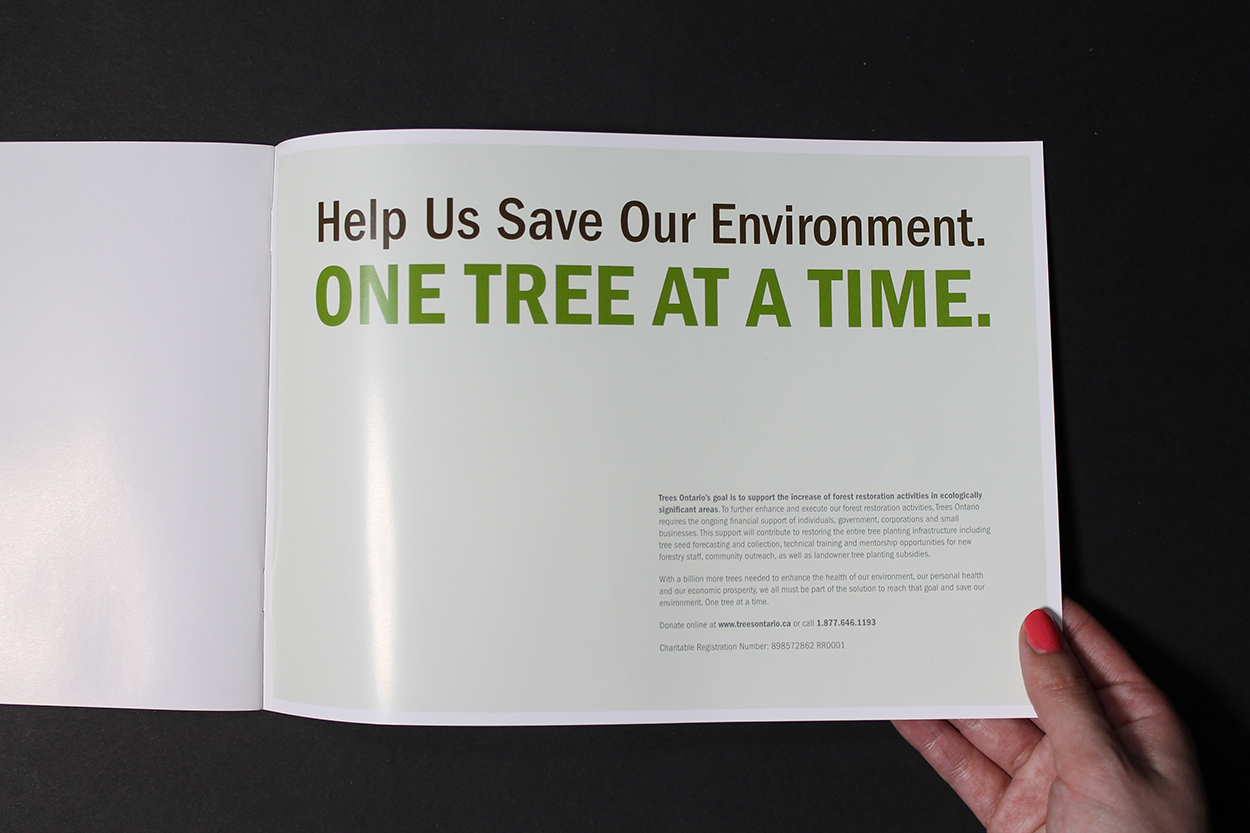 Help Us Save Our Environment.
ONE TREE AT A TIME.
Trees Ontario's goal is to support the increase of forest restoration activities in ecologically
significant areas. To further enhance and execute our forest restoration activities, Trees Ontario
requires the ongoing financial support of individuals, government, corporations and small
businesses. This support will contribute to restoring the entire tree planting infrastructure including
tree seed forecasting and collection, technical training and mentorship opportunities for new
forestry staff, community outreach, as well as landowner tree planting subsidies.
With a billion more trees needed to enhance the health of our environment, our personal health
and our economic prosperity, we all must be part of the solution to reach that goal and save our
environment. One tree at a time.
Donate online at www.treesontario.ca or call 1.877.646.1193
Charitable Registration Number: 898572862 RR0001